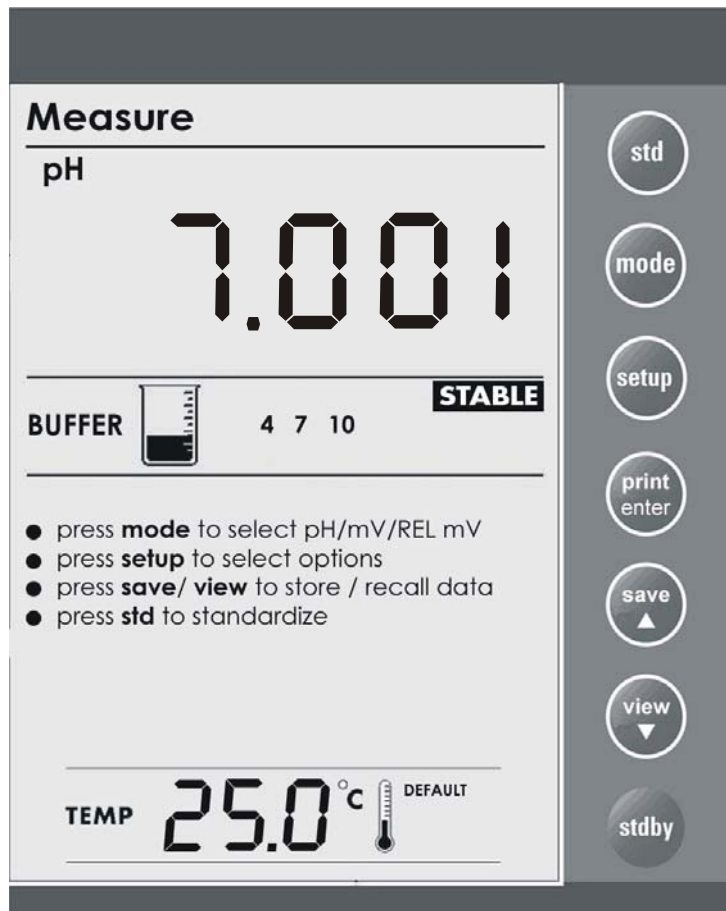 Measure
pH
7.001
STABLE
BUFFER 4 7 10
● press mode to select pH/mV/REL mV
● press setup to select options
● press save/ view to store / recall data
● press std to standardize
TEMP 25.0°C DEFAULT
std
mode
setup
print
enter
save
▲
view
▼
stdby